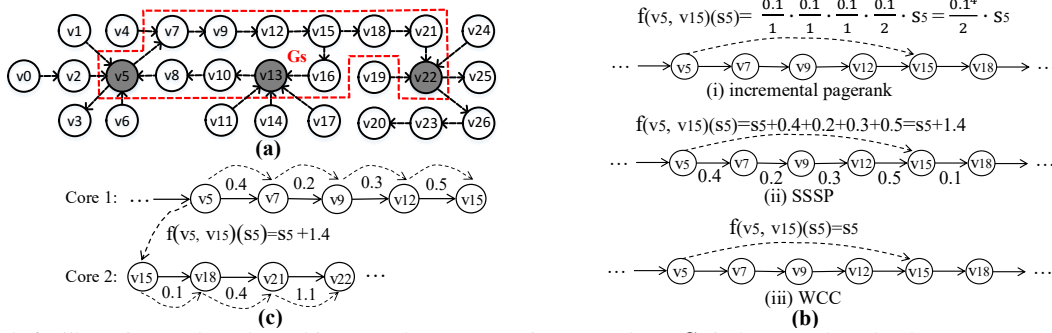 v1 v4 v7 v9 v12 v15 v18 v21 v24
Gs
v0 v2 v5 v8 v10 v13 v16 v19 v22 v25
v3 v6 v11 v14 v17 v20 v23 v26
(a)
Core 1: ... v5 0.4 v7 0.2 v9 0.3 v12 0.5 v15
f(v5, v15)(s5)=s5+1.4
Core 2: v15 0.1 v18 0.4 v21 1.1 v22 ...
(c)
f(v5, v15)(s5)= 0.1/1 · 0.1/1 · 0.1/1 · 0.1/2 · s5 = 0.1⁴/2 · s5
... v5 v7 v9 v12 v15 v18 ...
(i) incremental pagerank
f(v5, v15)(s5)=s5+0.4+0.2+0.3+0.5=s5+1.4
... v5 0.4 v7 0.2 v9 0.3 v12 0.5 v15 0.1 v18 ...
(ii) SSSP
f(v5, v15)(s5)=s5
... v5 v7 v9 v12 v15 v18 ...
(iii) WCC
(b)